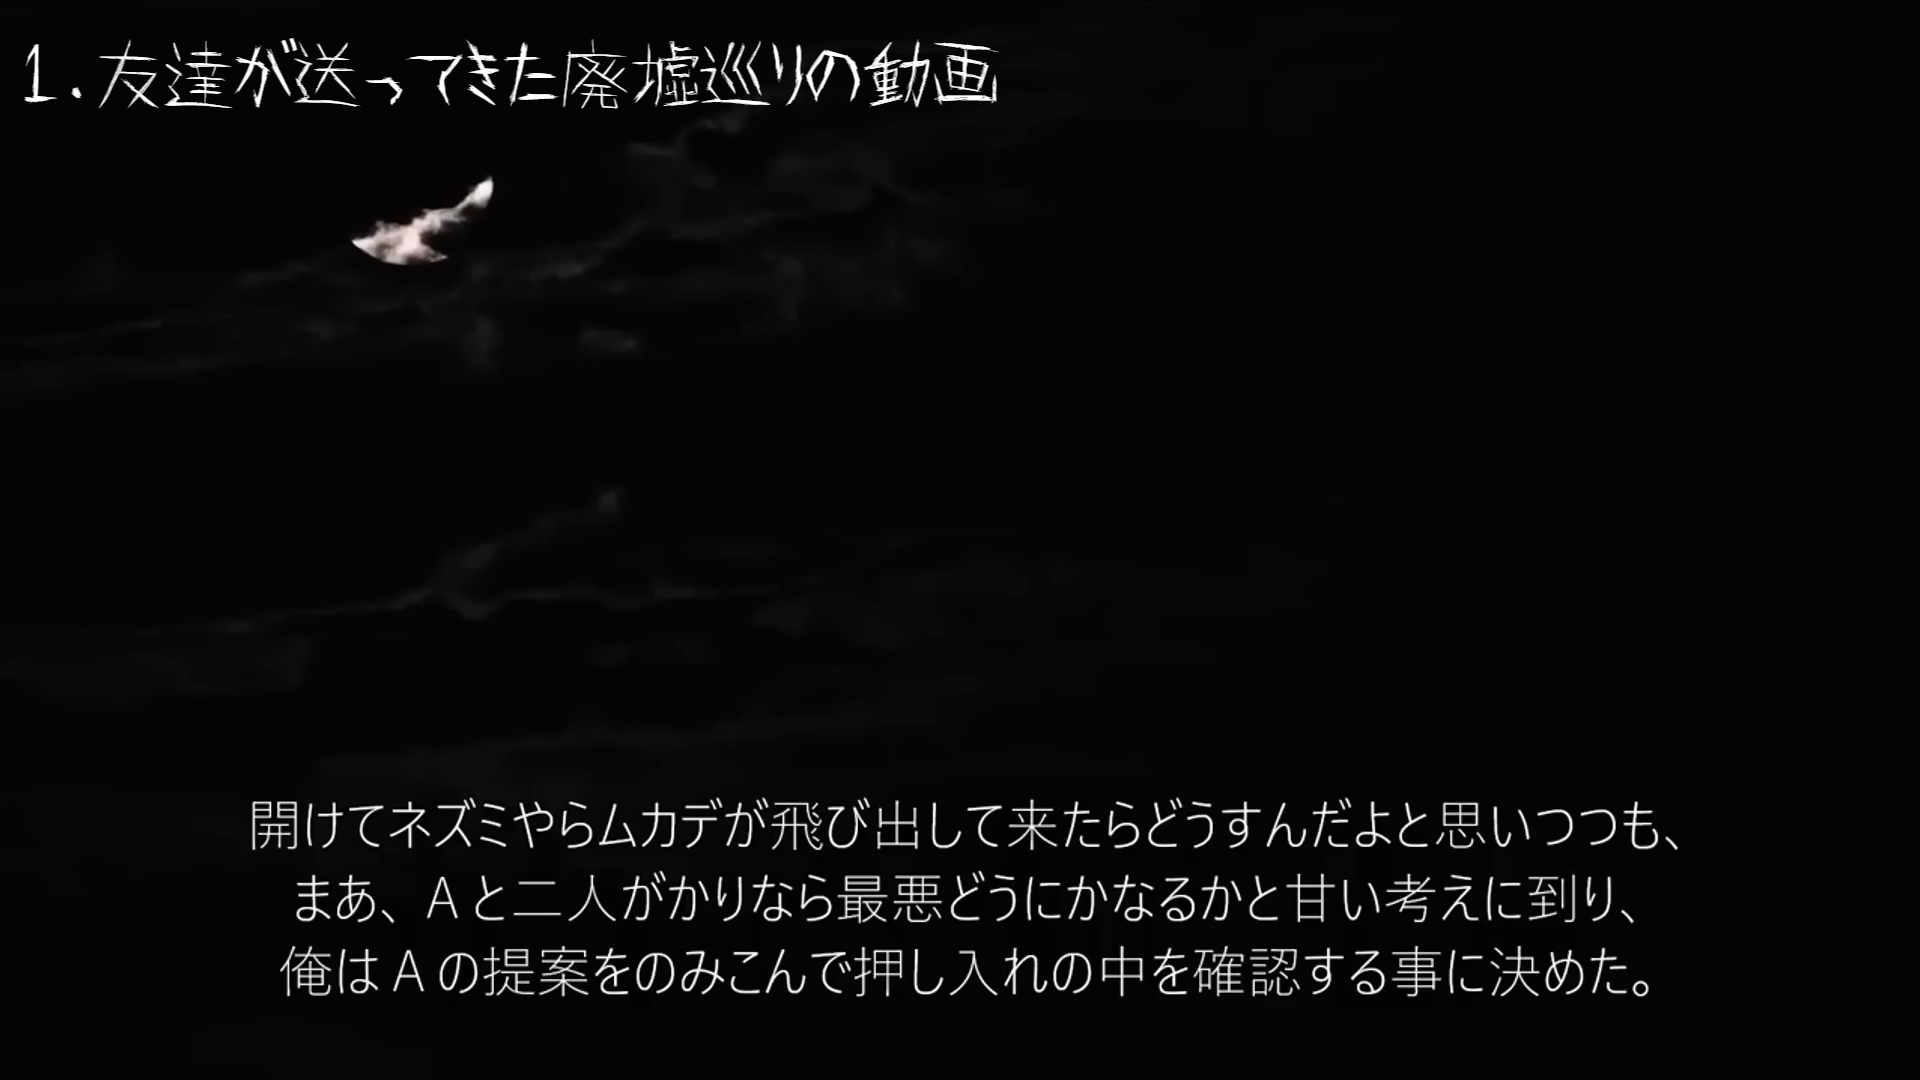 1.友達が送ってきた廃墟巡りの動画
開けてネズミやらムカデが飛び出して来たらどうすんだよと思いつつも、
まあ、Aと二人がかりなら最悪どうにかなるかと甘い考えに到り、
俺はAの提案をのみこんで押し入れの中を確認する事に決めた。